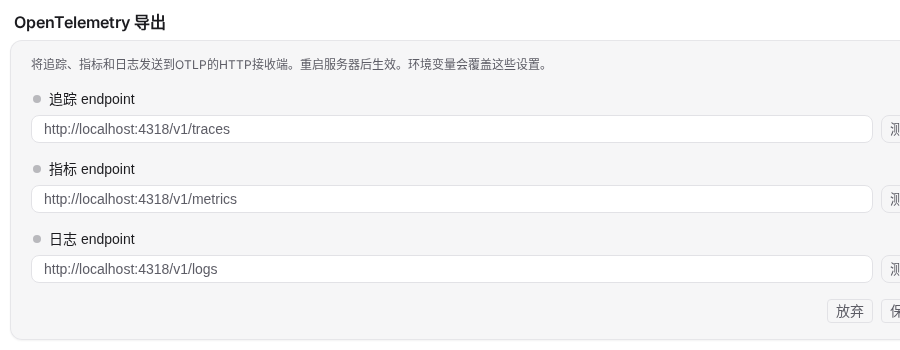 OpenTelemetry 导出
将追踪、指标和日志发送到OTLP的HTTP接收端。重启服务器后生效。环境变量会覆盖这些设置。
追踪 endpoint
http://localhost:4318/v1/traces
指标 endpoint
http://localhost:4318/v1/metrics
日志 endpoint
http://localhost:4318/v1/logs
放弃